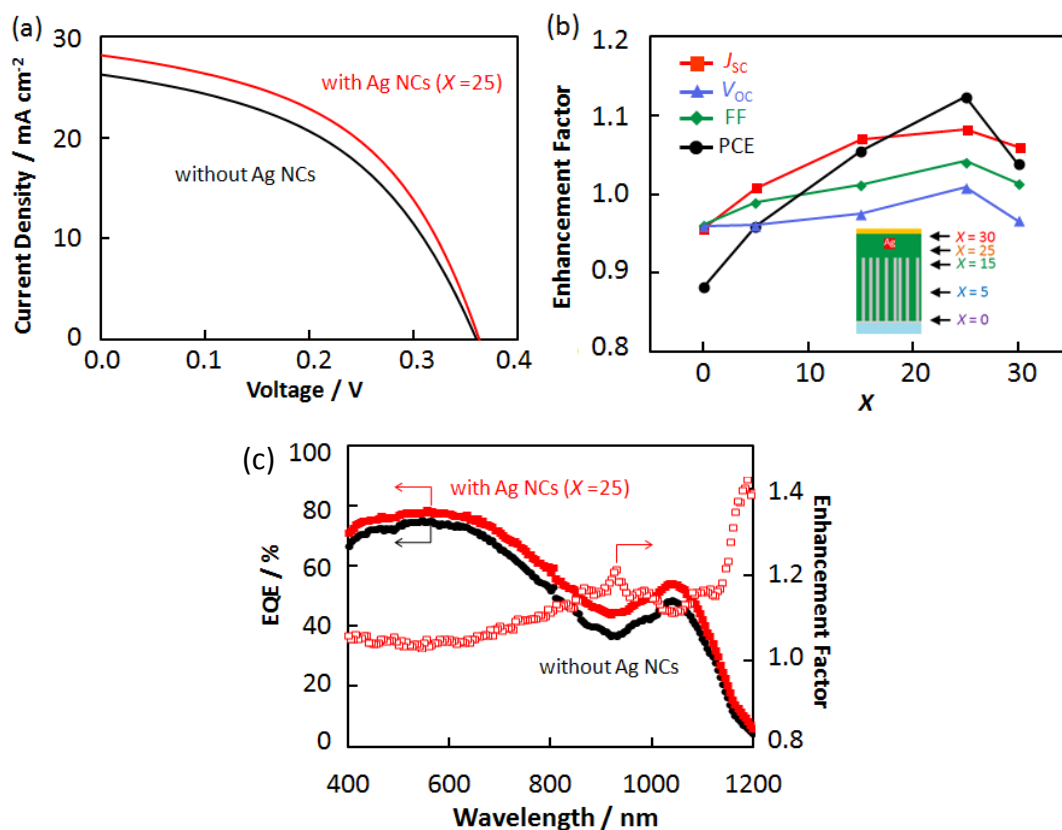 (a)
30
20
10
0
Current Density / mA cm⁻²
with Ag NCs (X =25)
without Ag NCs
0.0 0.1 0.2 0.3 0.4
Voltage / V
(b)
1.2
1.1
1.0
0.9
0.8
Enhancement Factor
JSC
VOC
FF
PCE
Ag
X = 30
X = 25
X = 15
X = 5
X = 0
0 10 20 30
X
(c)
100
80
60
40
20
0
EQE / %
with Ag NCs (X =25)
without Ag NCs
1.4
1.2
1.0
0.8
Enhancement Factor
400 600 800 1000 1200
Wavelength / nm